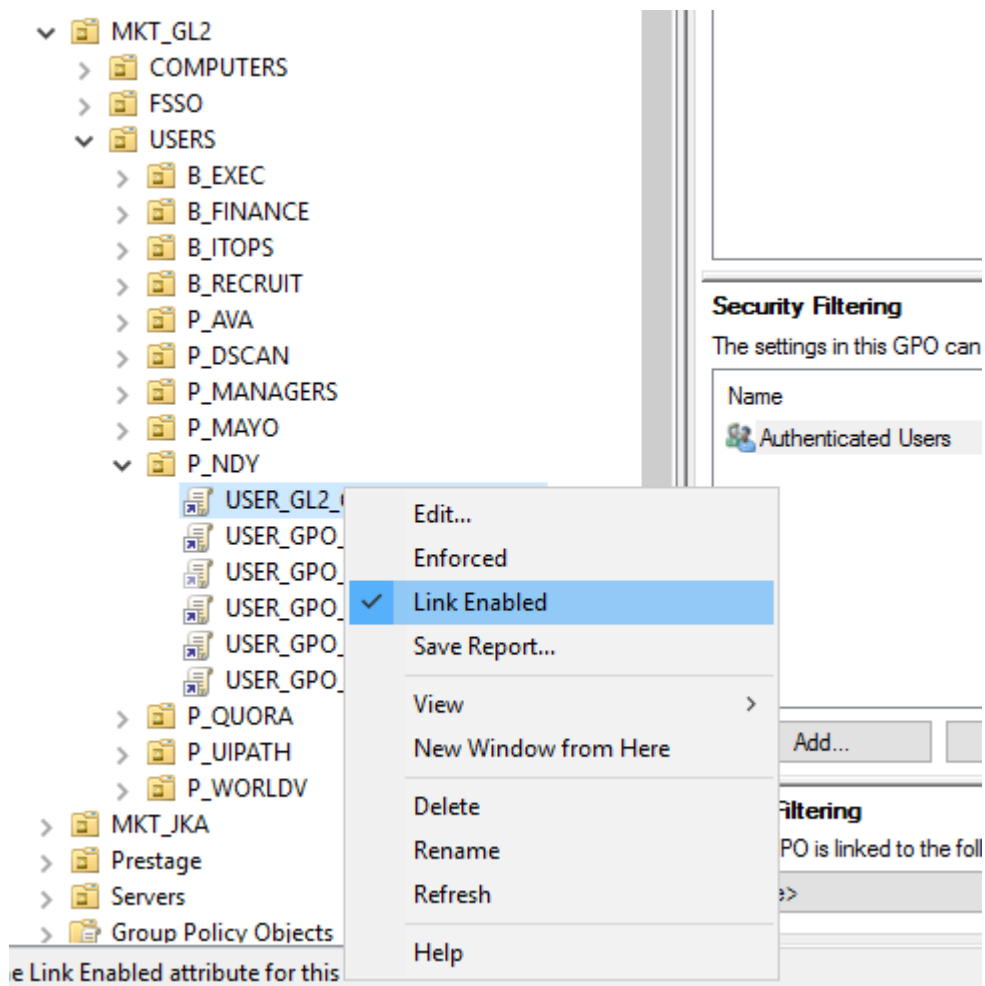 MKT_GL2
COMPUTERS
FSSO
USERS
B_EXEC
B_FINANCE
B_ITOPS
B_RECRUIT
P_AVA
P_DSCAN
P_MANAGERS
P_MAYO
P_NDY
USER_GL2_
USER_GPO_
USER_GPO_
USER_GPO_
USER_GPO_
USER_GPO_
P_QUORA
P_UIPATH
P_WORLDV
MKT_JKA
Prestage
Servers
Group Policy Objects
e Link Enabled attribute for this
Edit...
Enforced
Link Enabled
Save Report...
View
New Window from Here
Delete
Rename
Refresh
Help
Security Filtering
The settings in this GPO can
Name
Authenticated Users
Add...
Filtering
PO is linked to the foll